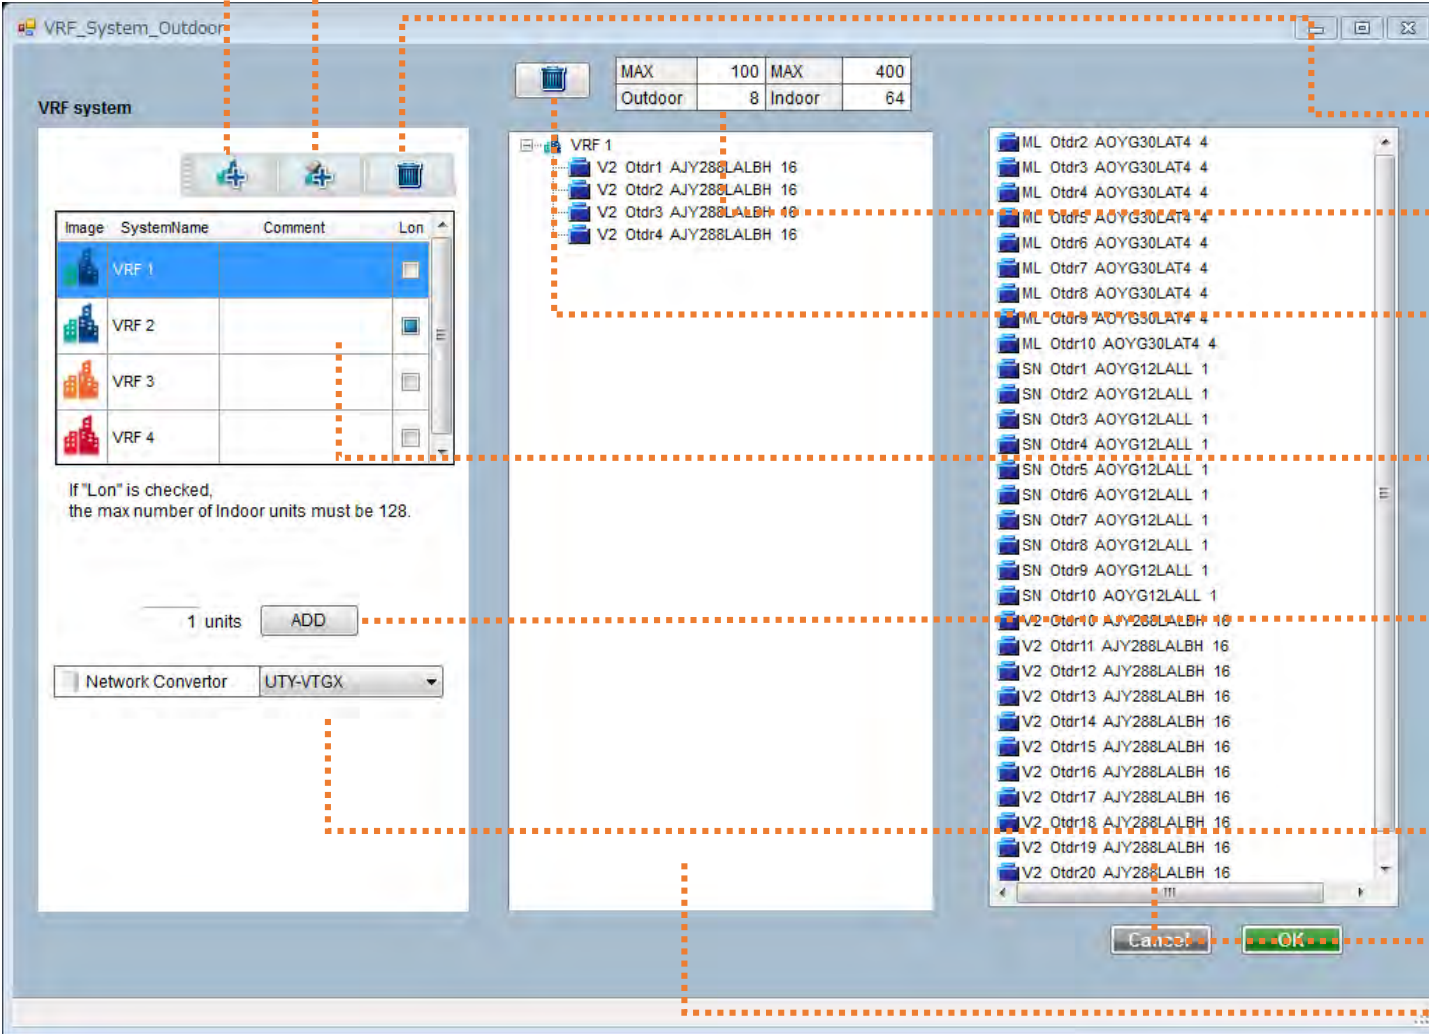 VRF_System_Outdoor
MAX 100 MAX 400
Outdoor 8 Indoor 64
VRF system
Image SystemName Comment Lon
VRF 1
VRF 2
VRF 3
VRF 4
If "Lon" is checked,
the max number of Indoor units must be 128.
1 units ADD
Network Convertor UTY-VTGX
VRF 1
V2 Otdr1 AJY288LALBH 16
V2 Otdr2 AJY288LALBH 16
V2 Otdr3 AJY288LALBH 16
V2 Otdr4 AJY288LALBH 16
ML Otdr2 AOYG30LAT4 4
ML Otdr3 AOYG30LAT4 4
ML Otdr4 AOYG30LAT4 4
ML Otdr5 AOYG30LAT4 4
ML Otdr6 AOYG30LAT4 4
ML Otdr7 AOYG30LAT4 4
ML Otdr8 AOYG30LAT4 4
ML Otdr9 AOYG30LAT4 4
ML Otdr10 AOYG30LAT4 4
SN Otdr1 AOYG12LALL 1
SN Otdr2 AOYG12LALL 1
SN Otdr3 AOYG12LALL 1
SN Otdr4 AOYG12LALL 1
SN Otdr5 AOYG12LALL 1
SN Otdr6 AOYG12LALL 1
SN Otdr7 AOYG12LALL 1
SN Otdr8 AOYG12LALL 1
SN Otdr9 AOYG12LALL 1
SN Otdr10 AOYG12LALL 1
V2 Otdr10 AJY288LALBH 16
V2 Otdr11 AJY288LALBH 16
V2 Otdr12 AJY288LALBH 16
V2 Otdr13 AJY288LALBH 16
V2 Otdr14 AJY288LALBH 16
V2 Otdr15 AJY288LALBH 16
V2 Otdr16 AJY288LALBH 16
V2 Otdr17 AJY288LALBH 16
V2 Otdr18 AJY288LALBH 16
V2 Otdr19 AJY288LALBH 16
V2 Otdr20 AJY288LALBH 16
Cancel OK